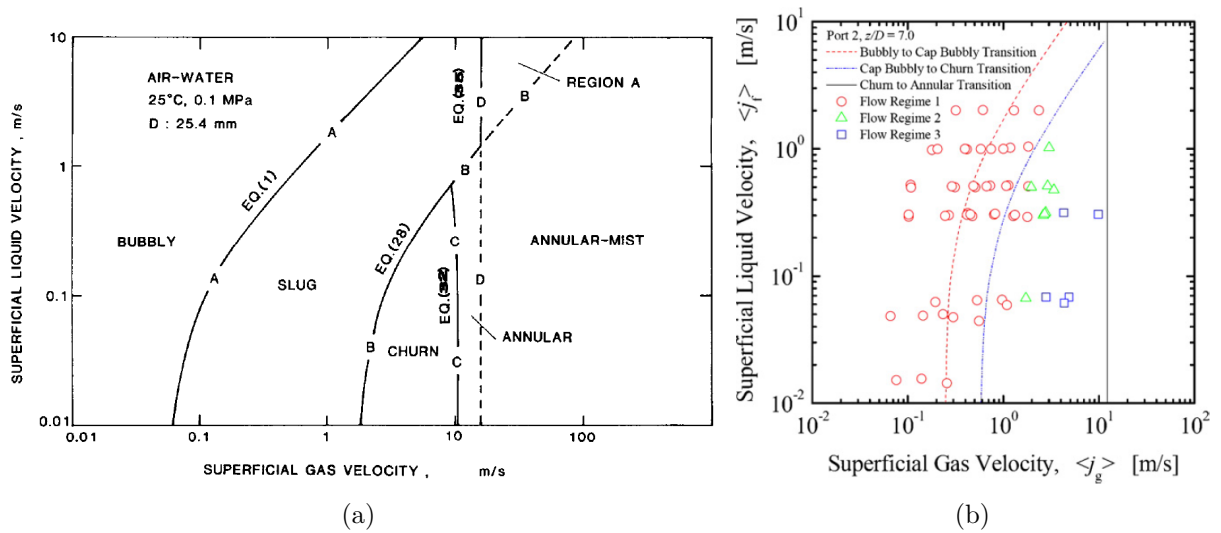 10
1
0.1
0.01
SUPERFICIAL LIQUID VELOCITY , m/s
AIR-WATER
25°C, 0.1 MPa
D : 25.4 mm
A
EQ.(1)
A
BUBBLY
SLUG
EQ.(28)
B
CHURN
B
B
C
C
D
D
REGION A
ANNULAR-MIST
ANNULAR
0.01
0.1
1
10
100
SUPERFICIAL GAS VELOCITY , m/s
(a)
Superficial Liquid Velocity, <jf> [m/s]
10^1
10^0
10^-1
10^-2
Port 2, z/D = 7.0
Bubbly to Cap Bubbly Transition
Cap Bubbly to Churn Transition
Churn to Annular Transition
Flow Regime 1
Flow Regime 2
Flow Regime 3
10^-2
10^-1
10^0
10^1
10^2
Superficial Gas Velocity, <jg> [m/s]
(b)